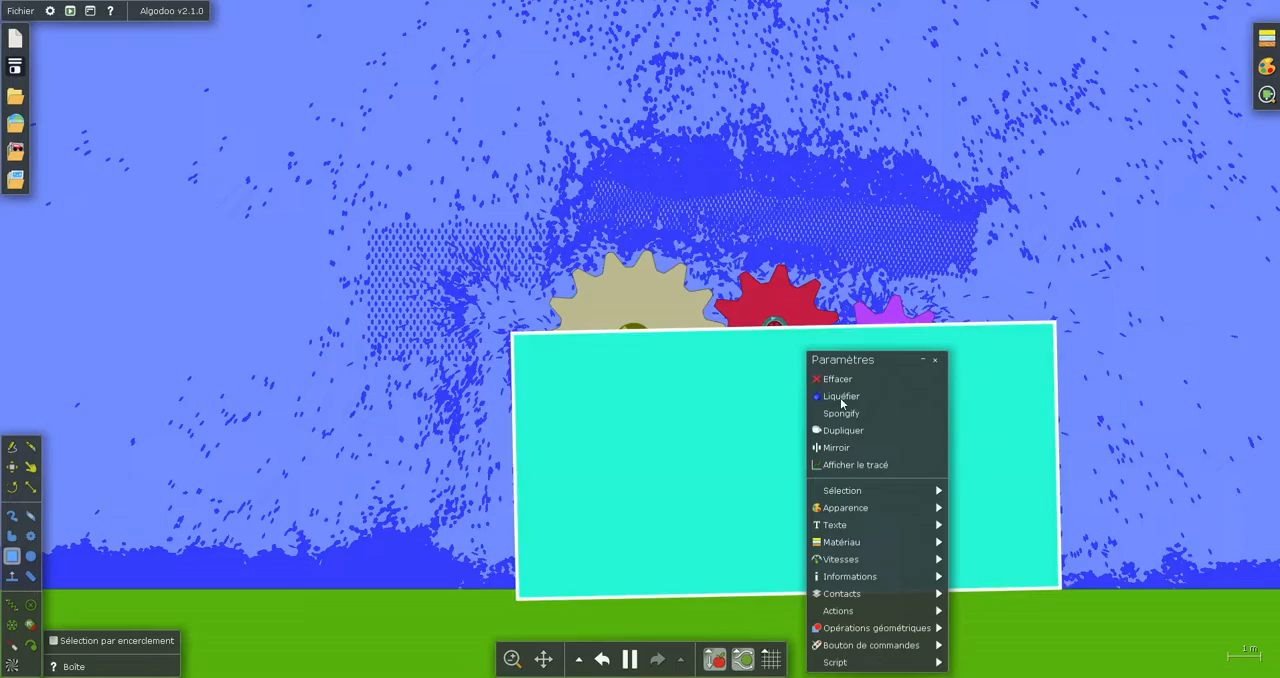 Fichier
?
Algodoo v2.1.0
Paramètres
Effacer
Liquéfier
Spongify
Dupliquer
Mirroir
Afficher le tracé
Sélection
Apparence
T Texte
Matériau
Vitesses
Informations
Contacts
Actions
Opérations géométriques
Bouton de commandes
Script
Sélection par encerclement
? Boîte
1 m